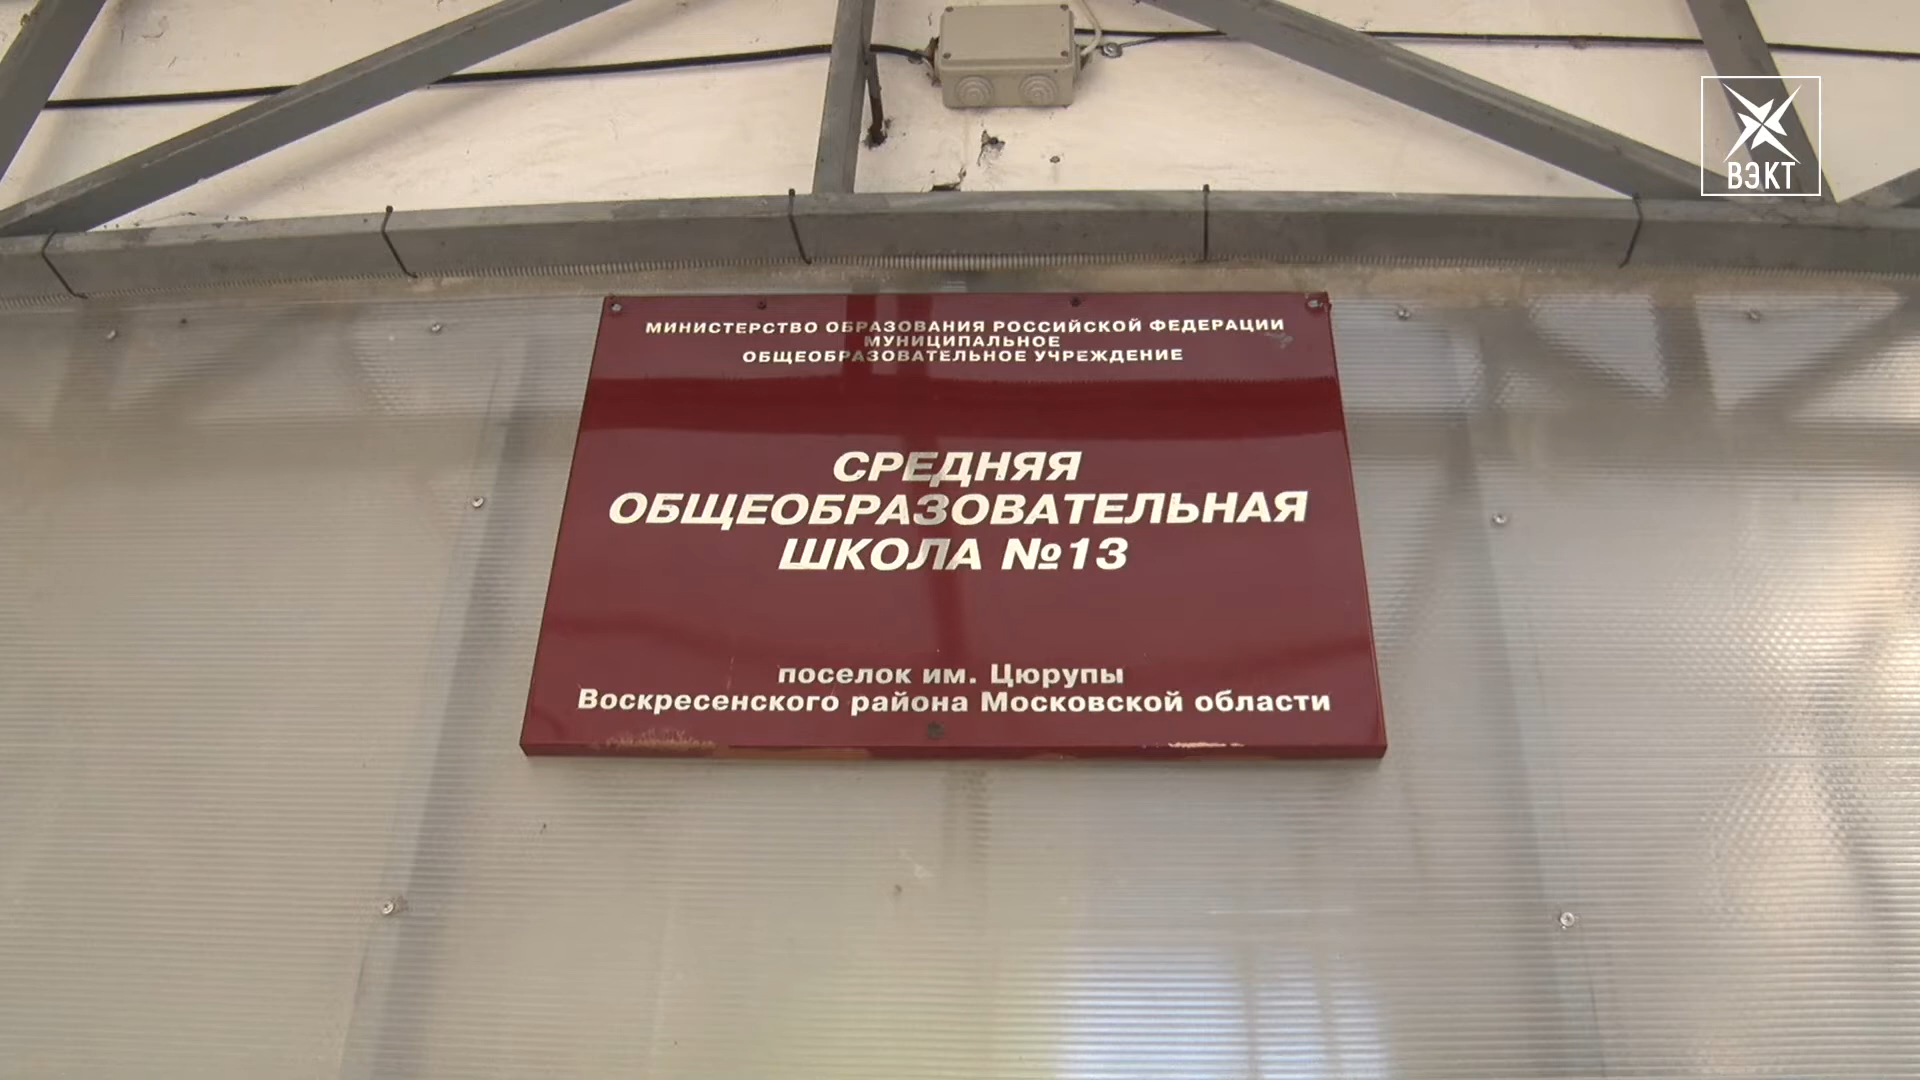 ВЭКТ
МИНИСТЕРСТВО ОБРАЗОВАНИЯ РОССИЙСКОЙ ФЕДЕРАЦИИ
МУНИЦИПАЛЬНОЕ
ОБЩЕОБРАЗОВАТЕЛЬНОЕ УЧРЕЖДЕНИЕ
СРЕДНЯЯ
ОБЩЕОБРАЗОВАТЕЛЬНАЯ
ШКОЛА №13
поселок им. Цюрупы
Воскресенского района Московской области